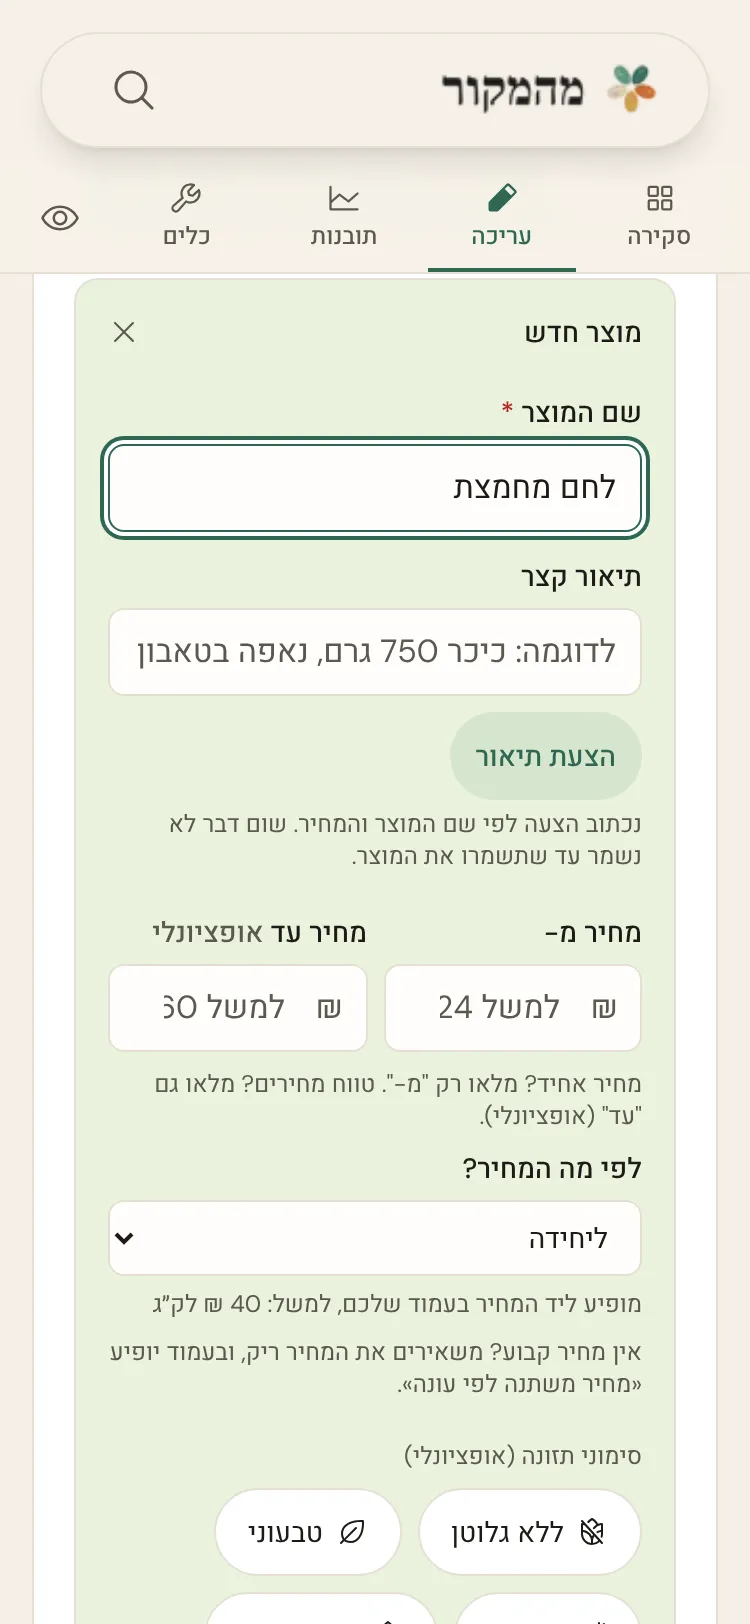 מהמקור
סקירה
עריכה
תובנות
כלים
מוצר חדש
שם המוצר *
לחם מחמצת
תיאור קצר
לדוגמה: כיכר 750 גרם, נאפה בטאבון
הצעת תיאור
נכתוב הצעה לפי שם המוצר והמחיר. שום דבר לא
נשמר עד שתשמרו את המוצר.
מחיר מ-
מחיר עד אופציונלי
₪ למשל 24
₪ למשל 60
מחיר אחיד? מלאו רק "מ-". טווח מחירים? מלאו גם
"עד" (אופציונלי).
לפי מה המחיר?
ליחידה
מופיע ליד המחיר בעמוד שלכם, למשל: 40 ₪ לק״ג
אין מחיר קבוע? משאירים את המחיר ריק, ובעמוד יופיע
«מחיר משתנה לפי עונה».
סימוני תזונה (אופציונלי)
ללא גלוטן
טבעוני